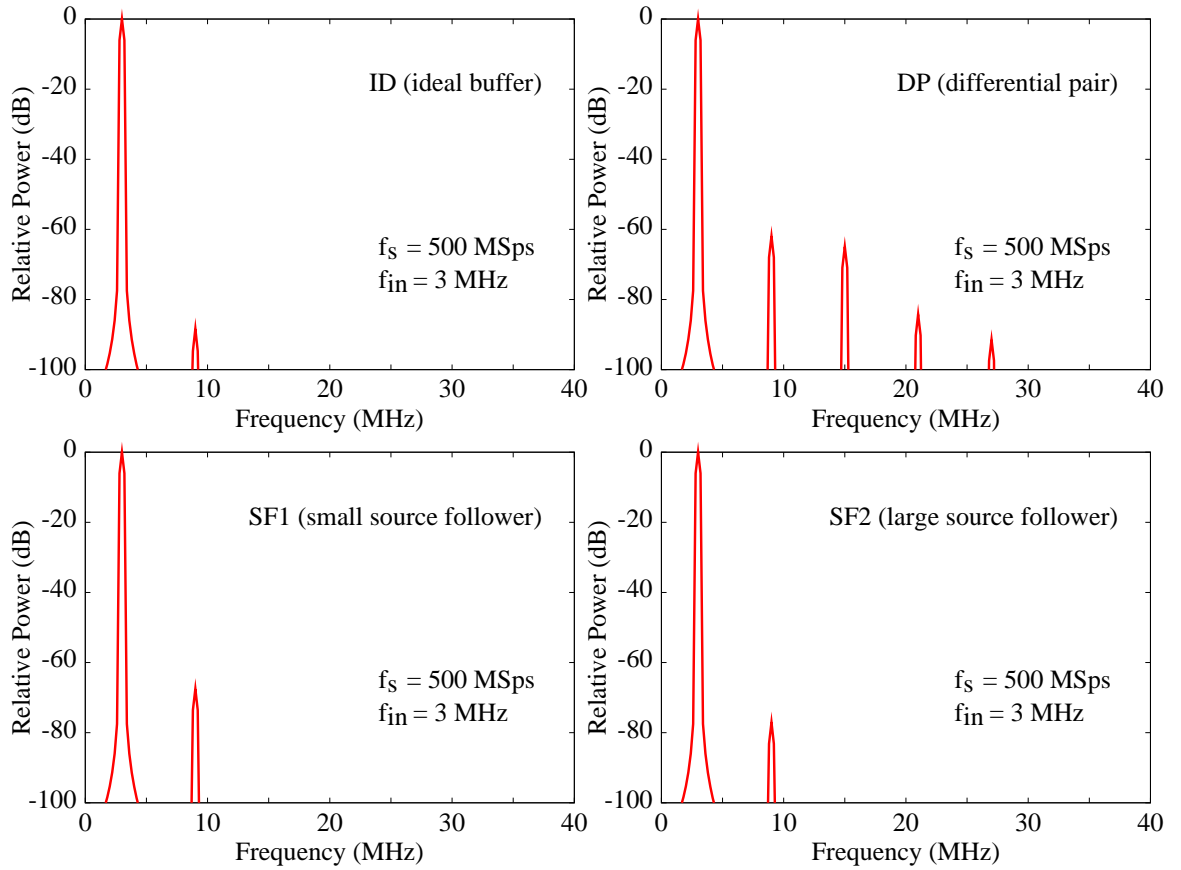 0
-20
-40
-60
-80
-100
Relative Power (dB)
ID (ideal buffer)
fs = 500 MSps
fin = 3 MHz
0 10 20 30 40
Frequency (MHz)
0
-20
-40
-60
-80
-100
Relative Power (dB)
DP (differential pair)
fs = 500 MSps
fin = 3 MHz
0 10 20 30 40
Frequency (MHz)
0
-20
-40
-60
-80
-100
Relative Power (dB)
SF1 (small source follower)
fs = 500 MSps
fin = 3 MHz
0 10 20 30 40
Frequency (MHz)
0
-20
-40
-60
-80
-100
Relative Power (dB)
SF2 (large source follower)
fs = 500 MSps
fin = 3 MHz
0 10 20 30 40
Frequency (MHz)